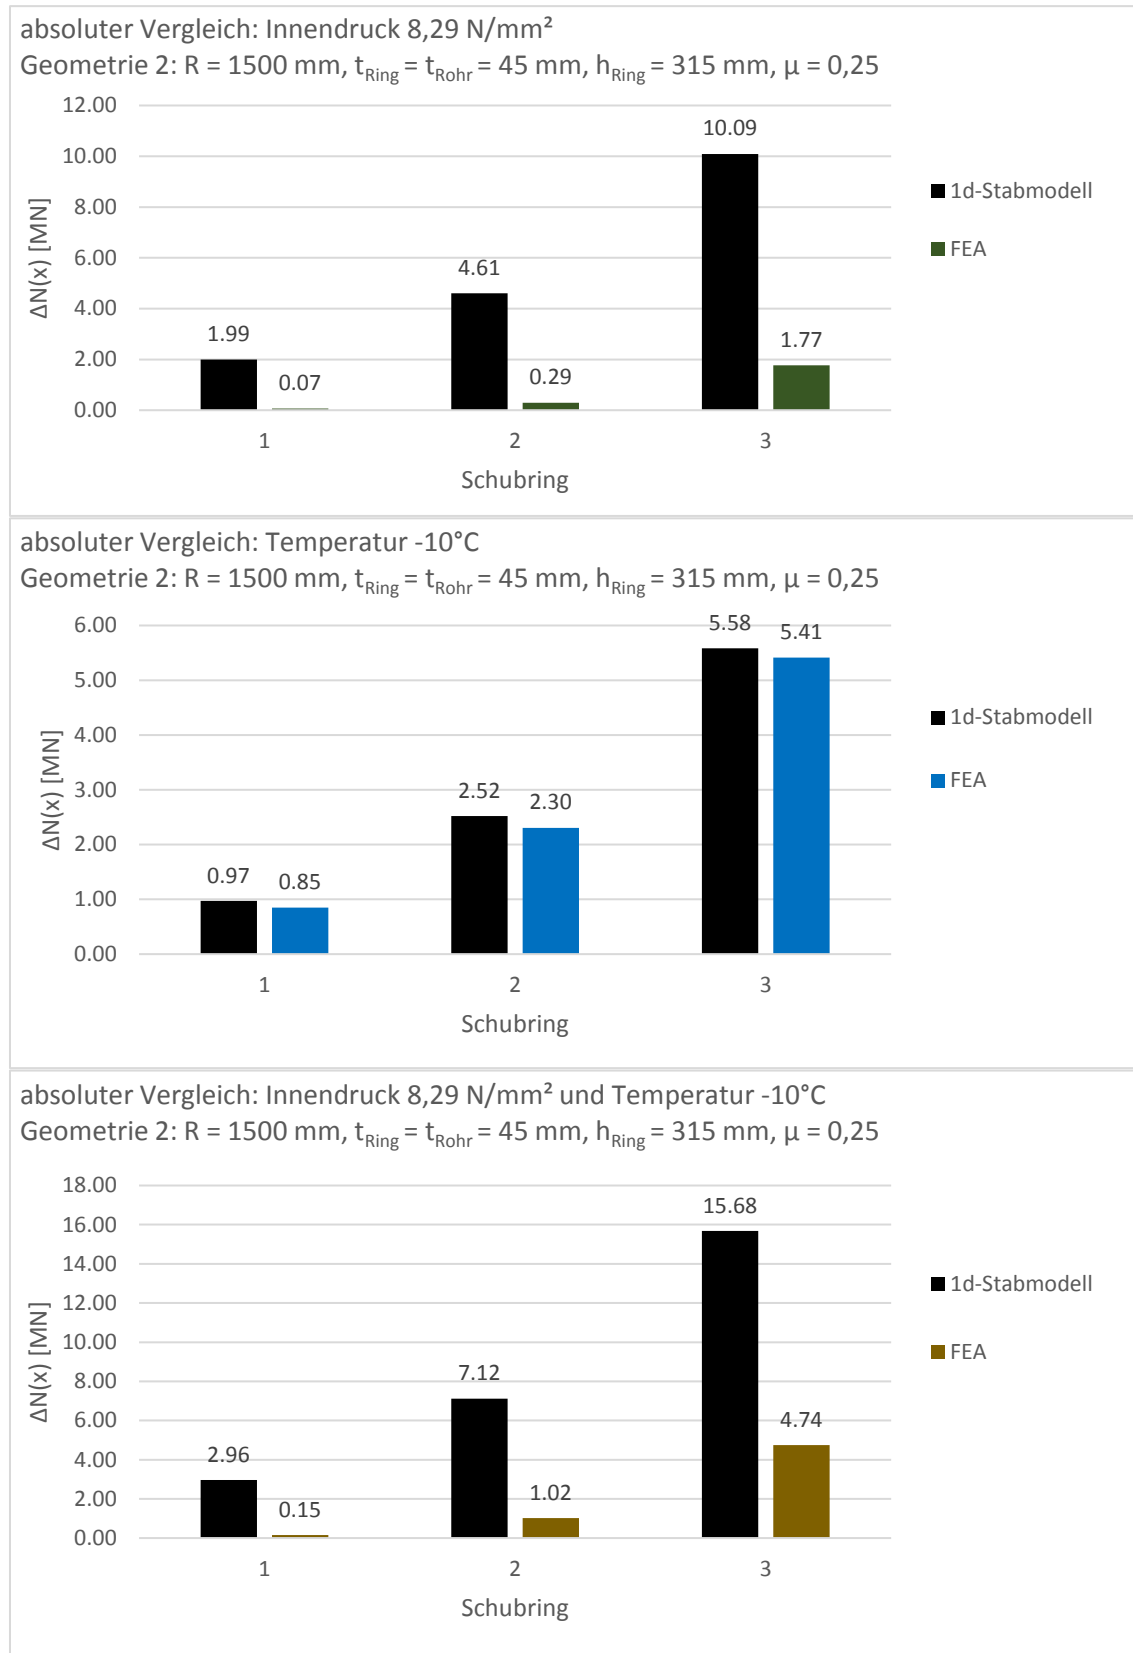 absoluter Vergleich: Innendruck 8,29 N/mm²
Geometrie 2: R = 1500 mm, tRing = tRohr = 45 mm, hRing = 315 mm, µ = 0,25
12.00
10.00
8.00
6.00
4.00
2.00
0.00
ΔN(x) [MN]
1.99
0.07
4.61
0.29
10.09
1.77
1
2
3
Schubring
1d-Stabmodell
FEA
absoluter Vergleich: Temperatur -10°C
Geometrie 2: R = 1500 mm, tRing = tRohr = 45 mm, hRing = 315 mm, µ = 0,25
6.00
5.00
4.00
3.00
2.00
1.00
0.00
ΔN(x) [MN]
0.97
0.85
2.52
2.30
5.58
5.41
1
2
3
Schubring
1d-Stabmodell
FEA
absoluter Vergleich: Innendruck 8,29 N/mm² und Temperatur -10°C
Geometrie 2: R = 1500 mm, tRing = tRohr = 45 mm, hRing = 315 mm, µ = 0,25
18.00
16.00
14.00
12.00
10.00
8.00
6.00
4.00
2.00
0.00
ΔN(x) [MN]
2.96
0.15
7.12
1.02
15.68
4.74
1
2
3
Schubring
1d-Stabmodell
FEA